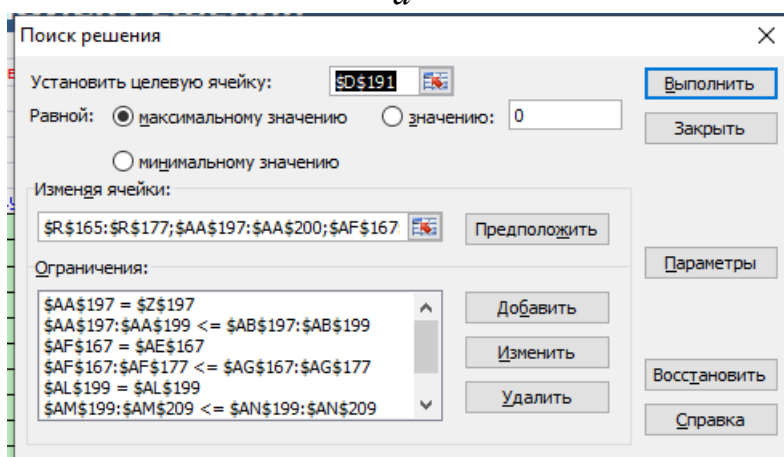 a
Поиск решения
Установить целевую ячейку: $D$191
Выполнить
Равной: максимальному значению значению: 0
Закрыть
минимальному значению
Изменяя ячейки:
$R$165:$R$177;$AA$197:$AA$200;$AF$167:
Предположить
Параметры
Ограничения:
$AA$197 = $Z$197
$AA$197:$AA$199 <= $AB$197:$AB$199
$AF$167 = $AE$167
$AF$167:$AF$177 <= $AG$167:$AG$177
$AL$199 = $AL$199
$AM$199:$AM$209 <= $AN$199:$AN$209
Добавить
Изменить
Удалить
Восстановить
Справка